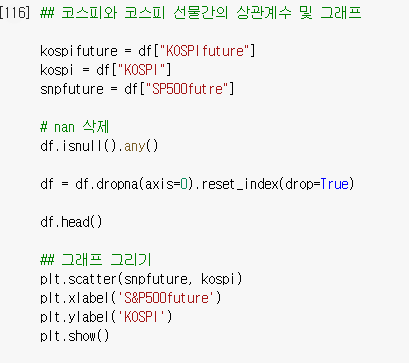 [116] ## 코스피와 코스피 선물간의 상관계수 및 그래프
kospifuture = df["KOSPIfuture"]
kospi = df["KOSPI"]
snpfuture = df["SP500futre"]
# nan 삭제
df.isnull().any()
df = df.dropna(axis=0).reset_index(drop=True)
df.head()
## 그래프 그리기
plt.scatter(snpfuture, kospi)
plt.xlabel('S&P500future')
plt.ylabel('KOSPI')
plt.show()